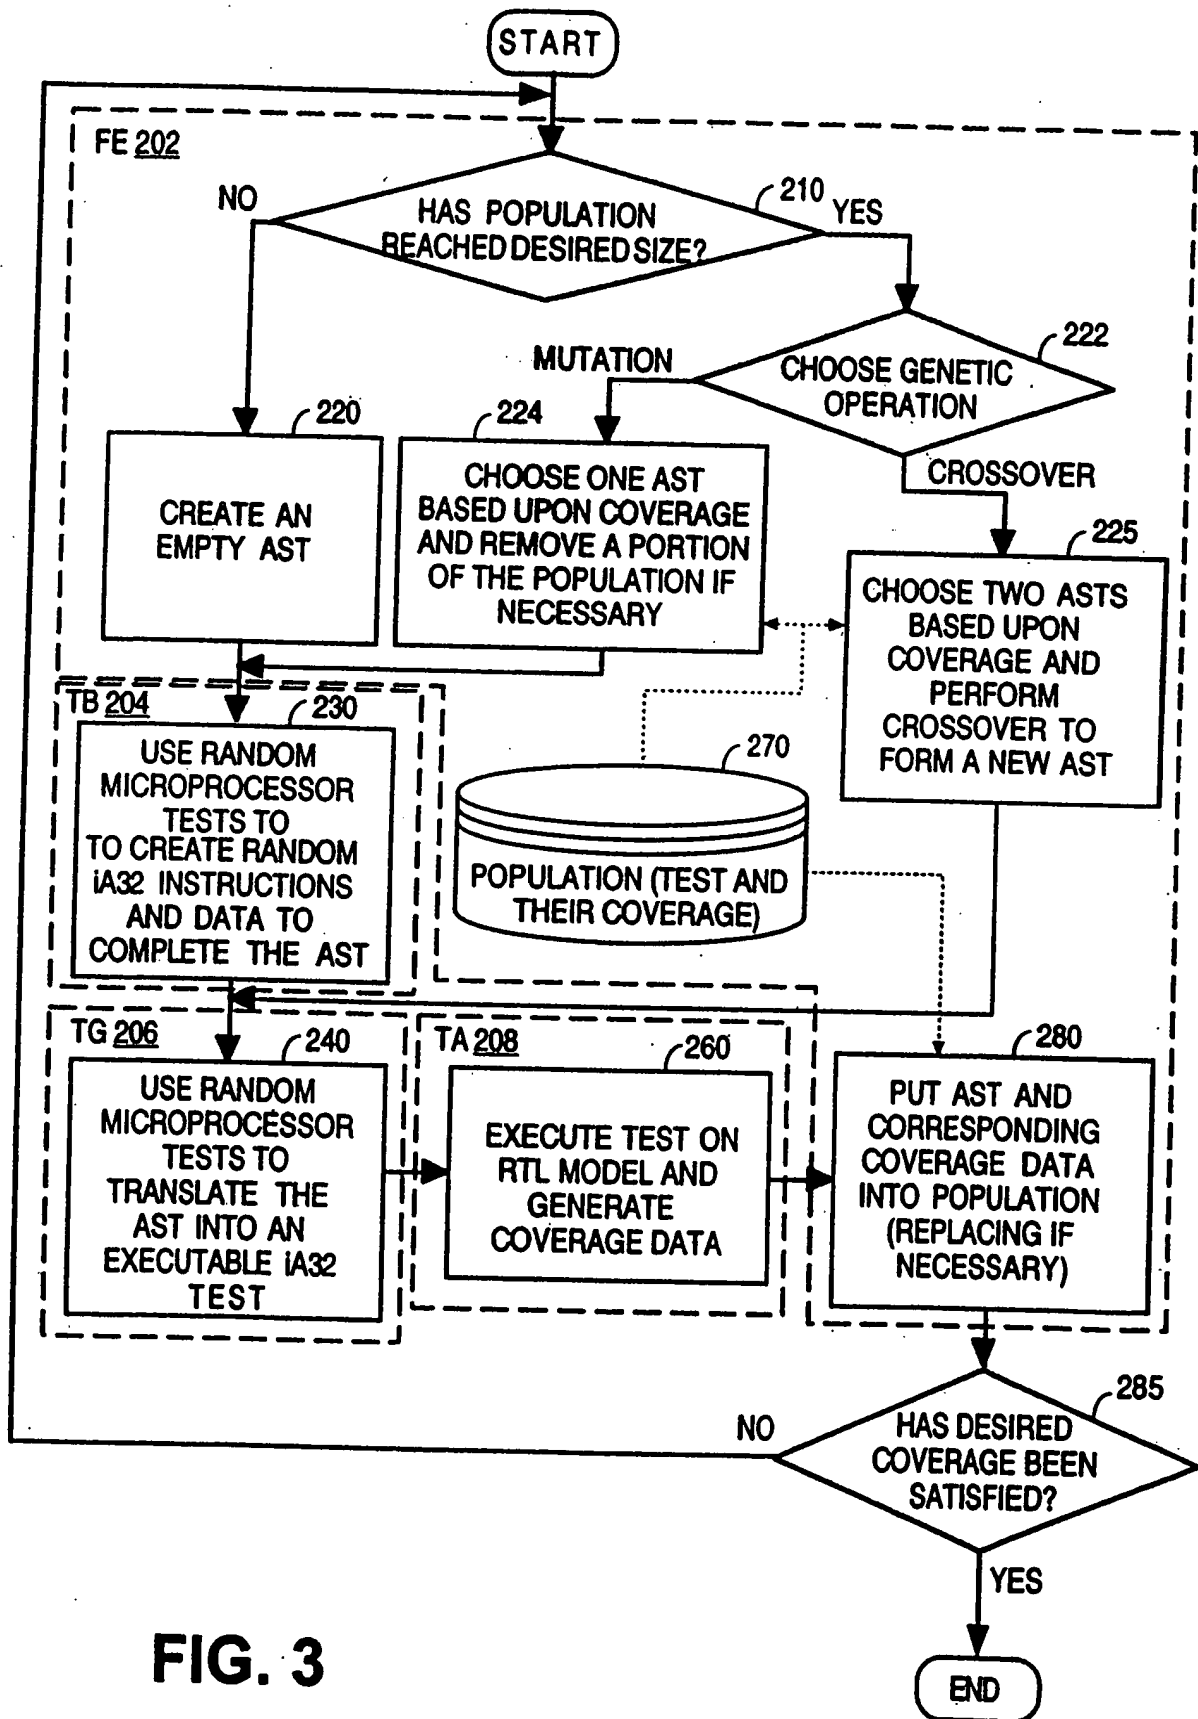 START
FE 202
NO
210
YES
HAS POPULATION
REACHED DESIRED SIZE?
222
MUTATION
CHOOSE GENETIC
OPERATION
CROSSOVER
220
CREATE AN
EMPTY AST
224
CHOOSE ONE AST
BASED UPON COVERAGE
AND REMOVE A PORTION
OF THE POPULATION IF
NECESSARY
225
CHOOSE TWO ASTS
BASED UPON
COVERAGE AND
PERFORM
CROSSOVER TO
FORM A NEW AST
TB 204
230
USE RANDOM
MICROPROCESSOR
TESTS TO
TO CREATE RANDOM
iA32 INSTRUCTIONS
AND DATA TO
COMPLETE THE AST
270
POPULATION (TEST AND
THEIR COVERAGE)
TG 206
240
USE RANDOM
MICROPROCESSOR
TESTS TO
TRANSLATE THE
AST INTO AN
EXECUTABLE iA32
TEST
TA 208
260
EXECUTE TEST ON
RTL MODEL AND
GENERATE
COVERAGE DATA
280
PUT AST AND
CORRESPONDING
COVERAGE DATA
INTO POPULATION
(REPLACING IF
NECESSARY)
285
NO
HAS DESIRED
COVERAGE BEEN
SATISFIED?
YES
END
FIG. 3